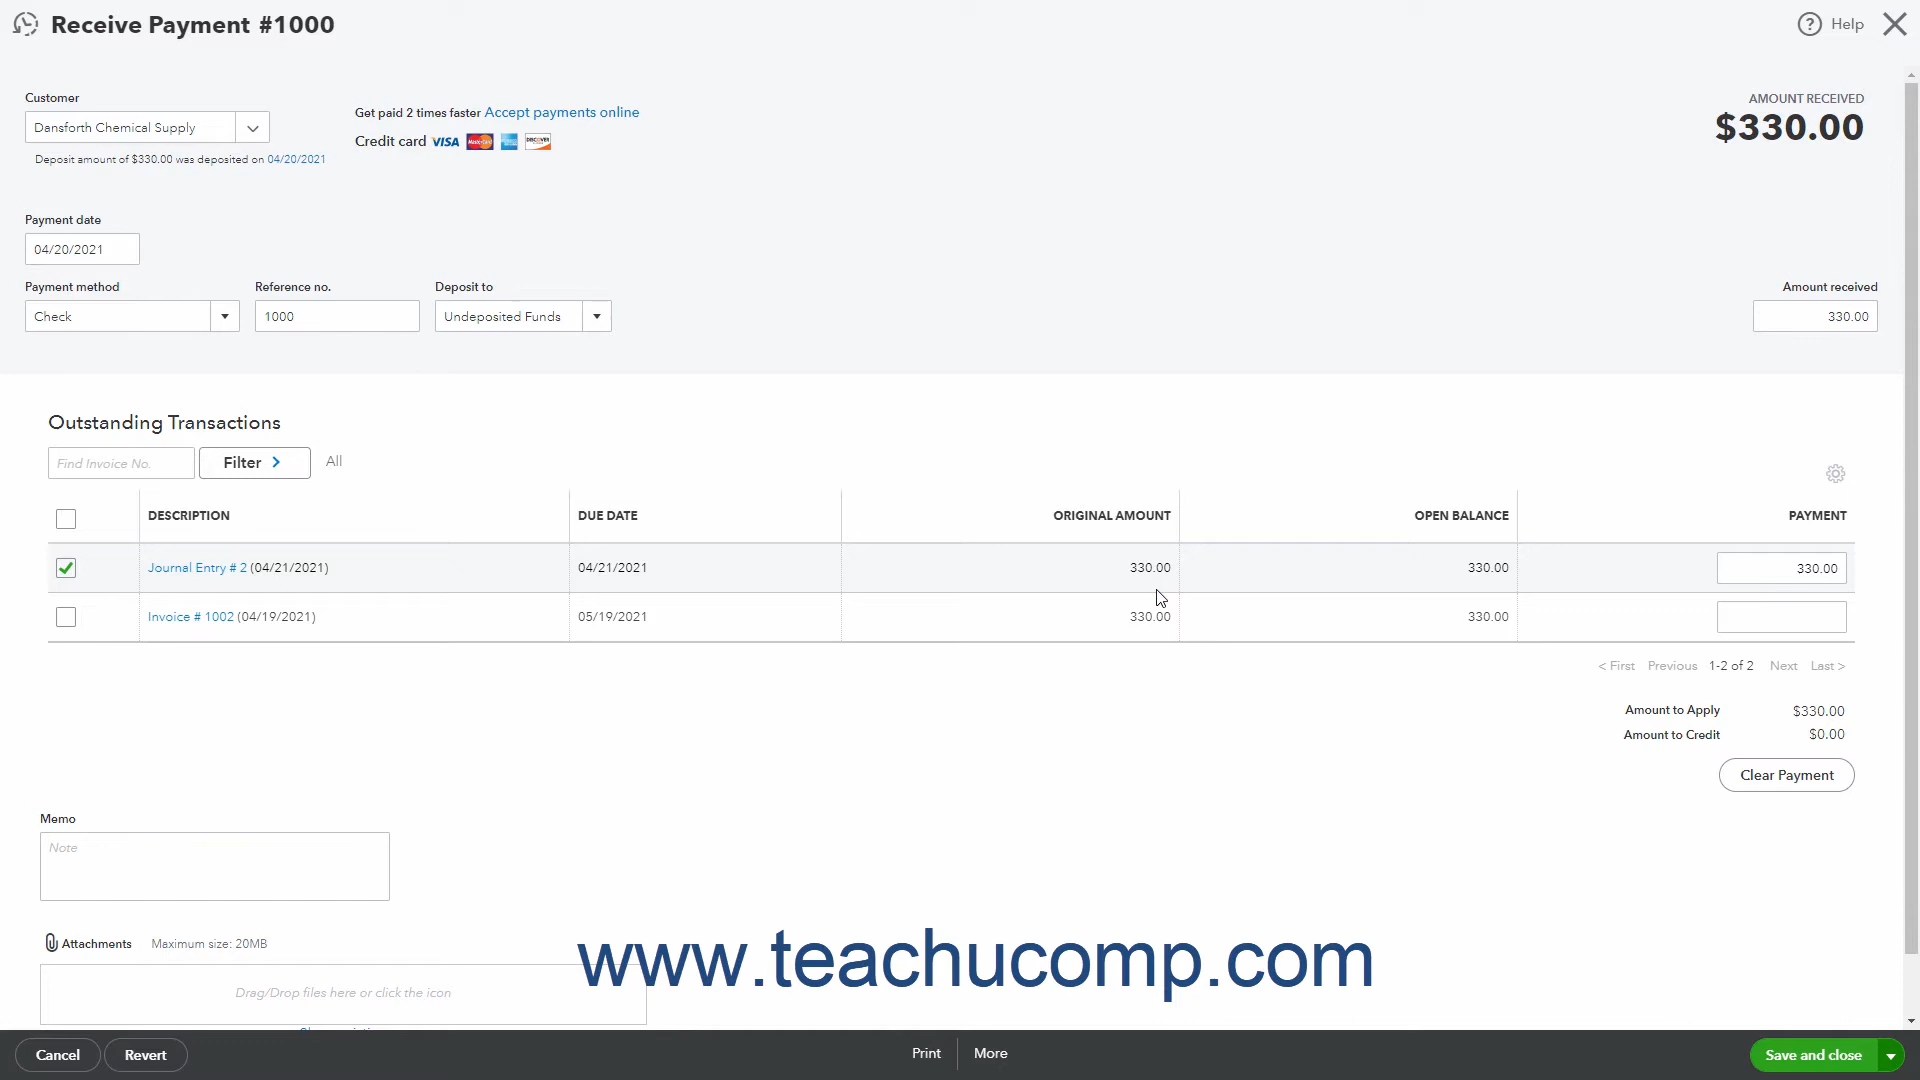 Receive Payment #1000
Help
Customer
Dansforth Chemical Supply
Deposit amount of $330.00 was deposited on 04/20/2021
Get paid 2 times faster Accept payments online
Credit card VISA MasterCard DISCOVER
AMOUNT RECEIVED
$330.00
Payment date
04/20/2021
Payment method Reference no. Deposit to Amount received
Check 1000 Undeposited Funds 330.00
Outstanding Transactions
Find Invoice No. Filter > All
DESCRIPTION DUE DATE ORIGINAL AMOUNT OPEN BALANCE PAYMENT
Journal Entry # 2 (04/21/2021) 04/21/2021 330.00 330.00 330.00
Invoice # 1002 (04/19/2021) 05/19/2021 330.00 330.00
< First Previous 1-2 of 2 Next Last >
Amount to Apply $330.00
Amount to Credit $0.00
Clear Payment
Memo
Note
Attachments Maximum size: 20MB
Drag/Drop files here or click the icon
www.teachucomp.com
Cancel Revert Print More Save and close